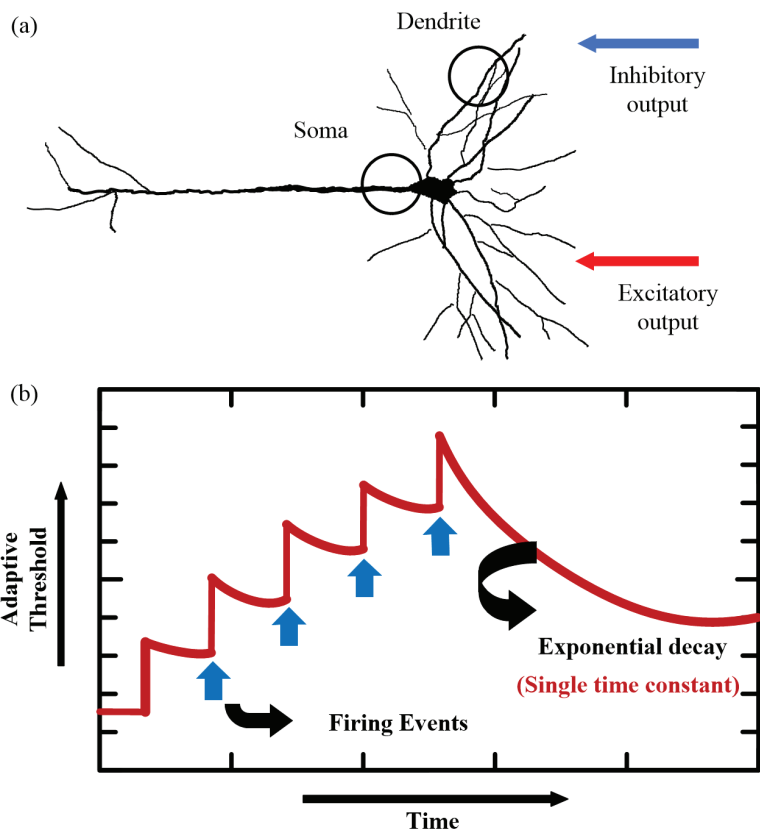 (a)
Dendrite
Inhibitory
output
Soma
Excitatory
output
(b)
Adaptive
Threshold
Exponential decay
(Single time constant)
Firing Events
Time